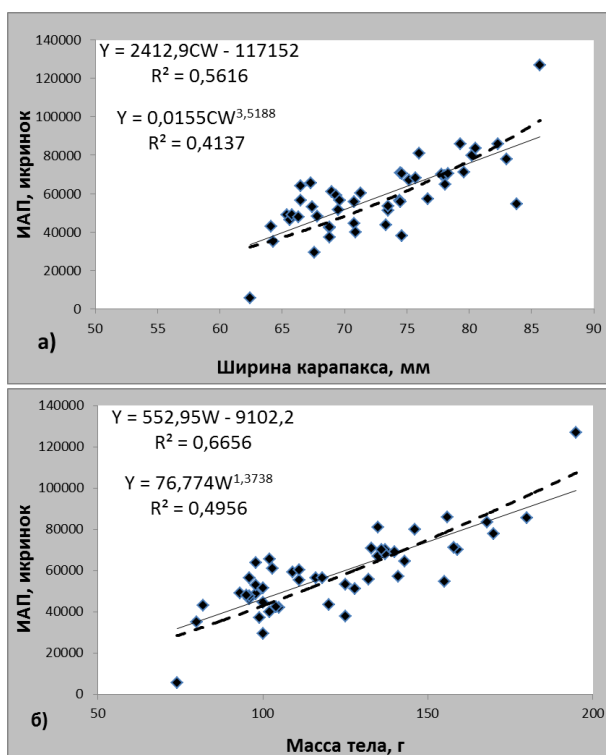 140000
120000
100000
80000
60000
40000
20000
0
ИАП, икринок
Y = 2412,9CW - 117152
R² = 0,5616
Y = 0,0155CW^3,5188
R² = 0,4137
50 55 60 65 70 75 80 85 90
а)
Ширина карапакса, мм
140000
120000
100000
80000
60000
40000
20000
0
ИАП, икринок
Y = 552,95W - 9102,2
R² = 0,6656
Y = 76,774W^1,3738
R² = 0,4956
50 100 150 200
б)
Масса тела, г